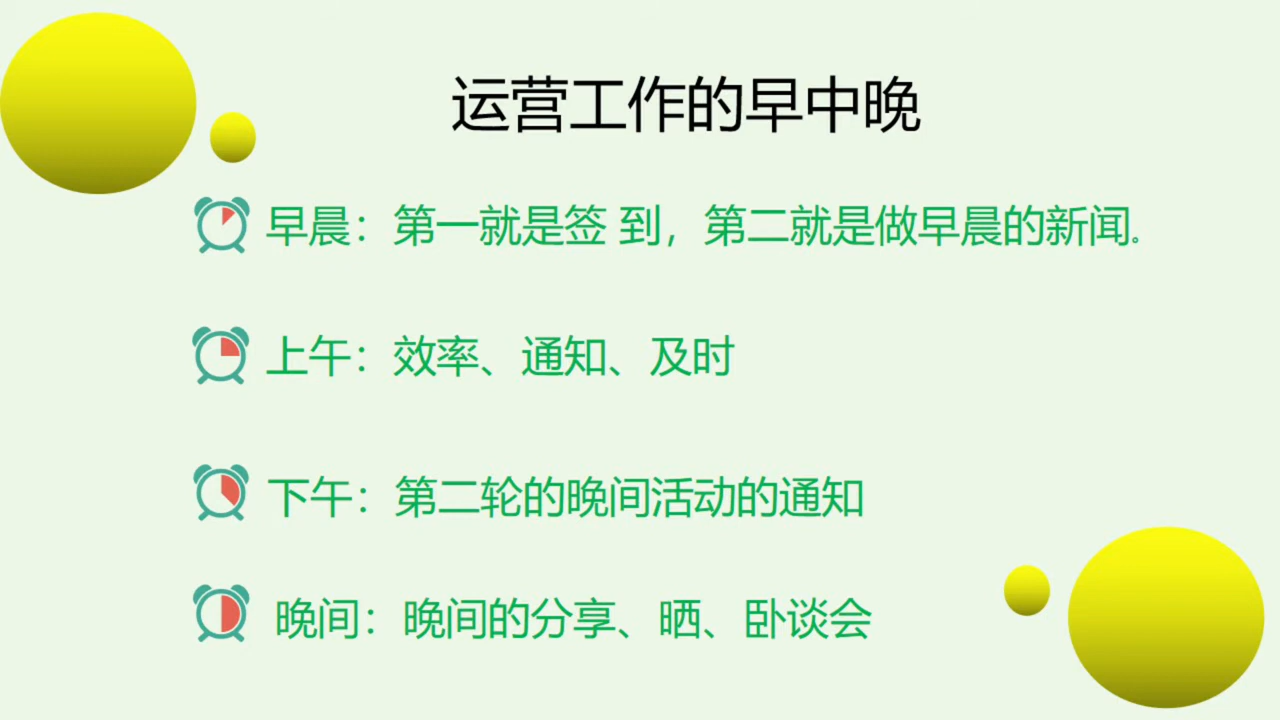 运营工作的早中晚
早晨：第一就是签 到，第二就是做早晨的新闻.
上午：效率、通知、及时
下午：第二轮的晚间活动的通知
晚间：晚间的分享、晒、卧谈会